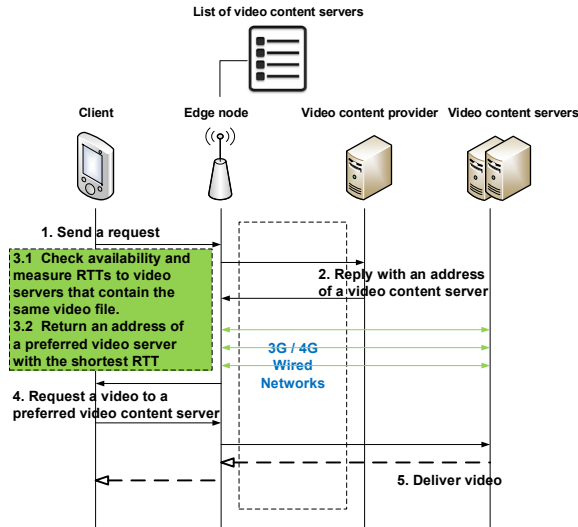 List of video content servers
Client
Edge node
Video content provider
Video content servers
1. Send a request
3.1 Check availability and
measure RTTs to video
servers that contain the
same video file.
3.2 Return an address of
a preferred video server
with the shortest RTT
2. Reply with an address
of a video content server
3G / 4G
Wired
Networks
4. Request a video to a
preferred video content server
5. Deliver video